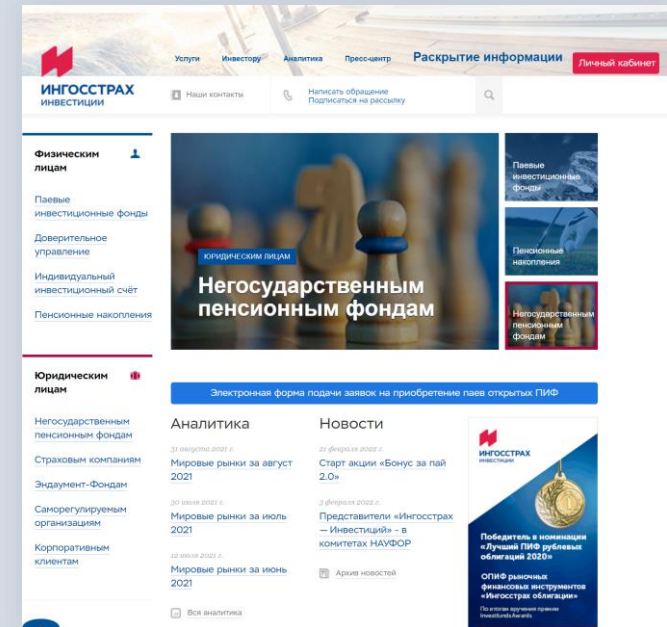 Услуги
Инвестору
Аналитика
Пресс-центр
Раскрытие информации
Личный кабинет
ИНГОССТРАХ
ИНВЕСТИЦИИ
Наши контакты
Написать обращение
Подписаться на рассылку
Физическим
лицам
Паевые
инвестиционные фонды
Доверительное
управление
Индивидуальный
инвестиционный счёт
Пенсионные накопления
ЮРИДИЧЕСКИМ ЛИЦАМ
Негосударственным
пенсионным фондам
Паевые
инвестиционные
фонды
Пенсионные
накопления
Негосударственным
пенсионным
фондам
Юридическим
лицам
Негосударственным
пенсионным фондам
Страховым компаниям
Эндаумент-Фондам
Саморегулируемым
организациям
Корпоративным
клиентам
Электронная форма подачи заявок на приобретение паев открытых ПИФ
Аналитика
31 августа 2021 г.
Мировые рынки за август
2021
30 июля 2021 г.
Мировые рынки за июль
2021
12 июля 2021 г.
Мировые рынки за июнь
2021
Вся аналитика
Новости
21 февраля 2022 г.
Старт акции «Бонус за пай
2.0»
3 февраля 2022 г.
Представители «Ингосстрах
— Инвестиций» - в
комитетах НАУФОР
Архив новостей
ИНГОССТРАХ
ИНВЕСТИЦИИ
Победитель в номинации
«Лучший ПИФ рублевых
облигаций 2020»
ОПИФ рыночных
финансовых инструментов
«Ингосстрах облигации»
По итогам вручения премии
Investfunds Awards